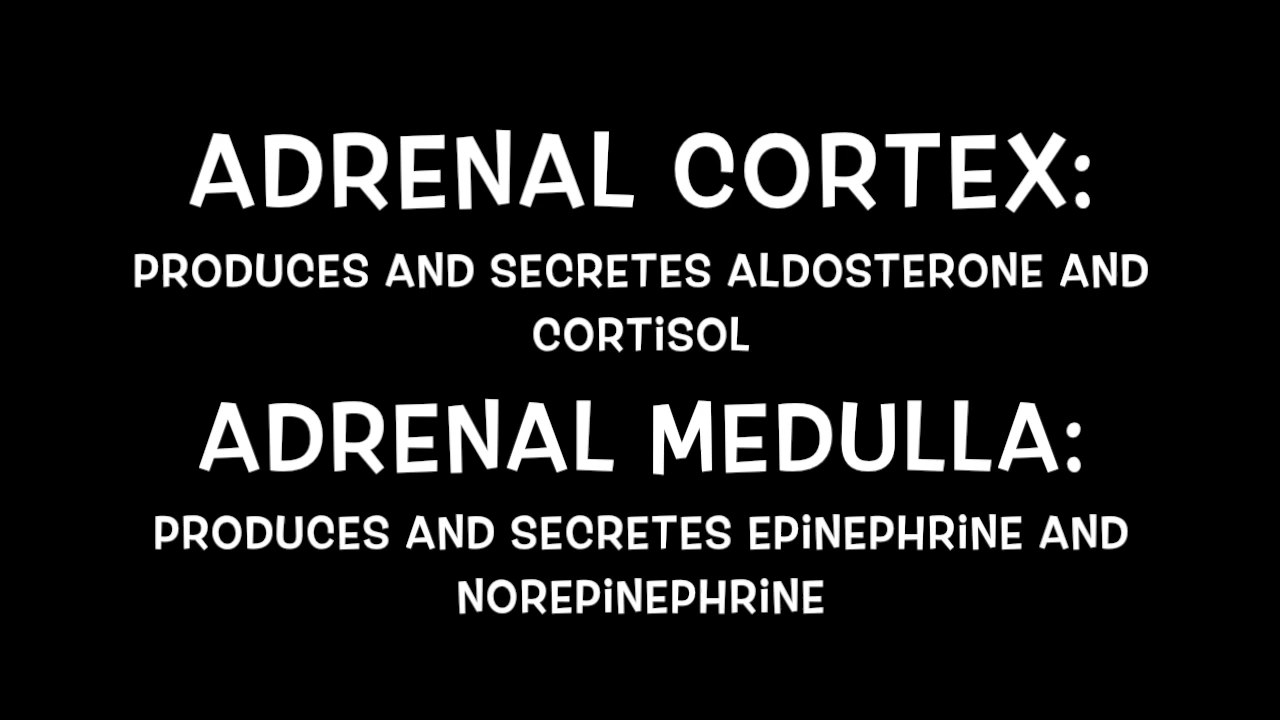 ADRENAL CORTEX:
PRODUCES AND SECRETES ALDOSTERONE AND
CORTiSOL
ADRENAL MEDULLA:
PRODUCES AND SECRETES EPiNEPHRiNE AND
NOREPiNEPHRiNE